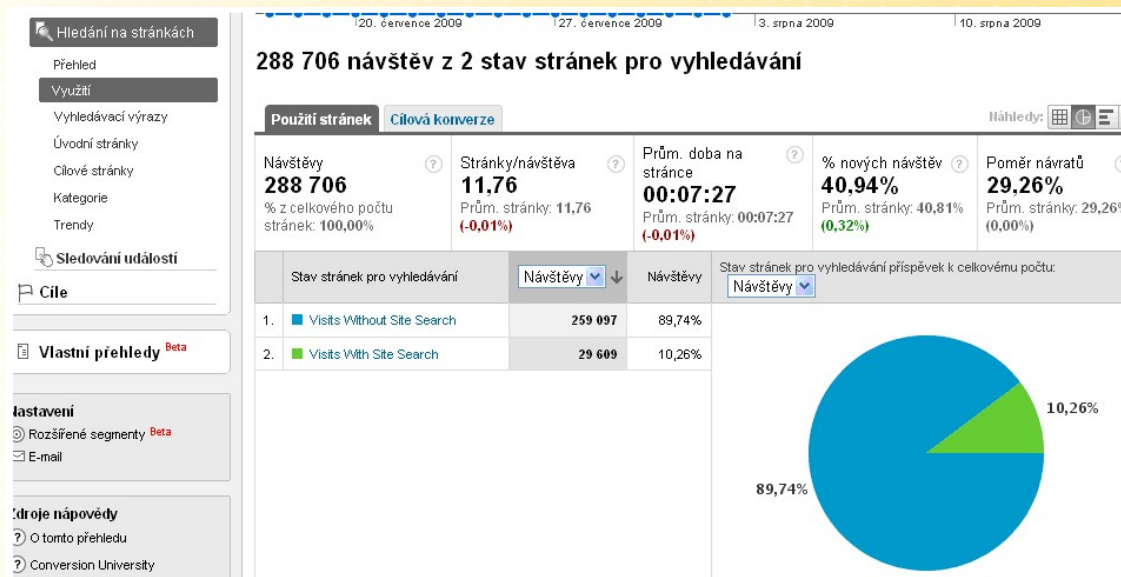 Hledání na stránkách
Přehled
Využití
Vyhledávací výrazy
Úvodní stránky
Cílové stránky
Kategorie
Trendy
Sledování událostí
Cíle
Vlastní přehledy Beta
Nastavení
Rozšířené segmenty Beta
E-mail
Zdroje nápovědy
? O tomto přehledu
? Conversion University
20. července 2009 27. července 2009 3. srpna 2009 10. srpna 2009
288 706 návštěv z 2 stav stránek pro vyhledávání
Použití stránek Cílová konverze Náhledy:
Návštěvy ?
288 706
% z celkového počtu
stránek: 100,00%
Stránky/návštěva ?
11,76
Prům. stránky: 11,76
(-0,01%)
Prům. doba na ?
stránce
00:07:27
Prům. stránky: 00:07:27
(-0,01%)
% nových návštěv ?
40,94%
Prům. stránky: 40,81%
(0,32%)
Poměr návratů ?
29,26%
Prům. stránky: 29,26%
(0,00%)
Stav stránek pro vyhledávání Návštěvy ↓ Návštěvy
Stav stránek pro vyhledávání příspěvek k celkovému počtu:
Návštěvy
1. Visits Without Site Search 259 097 89,74%
2. Visits With Site Search 29 609 10,26%
10,26%
89,74%